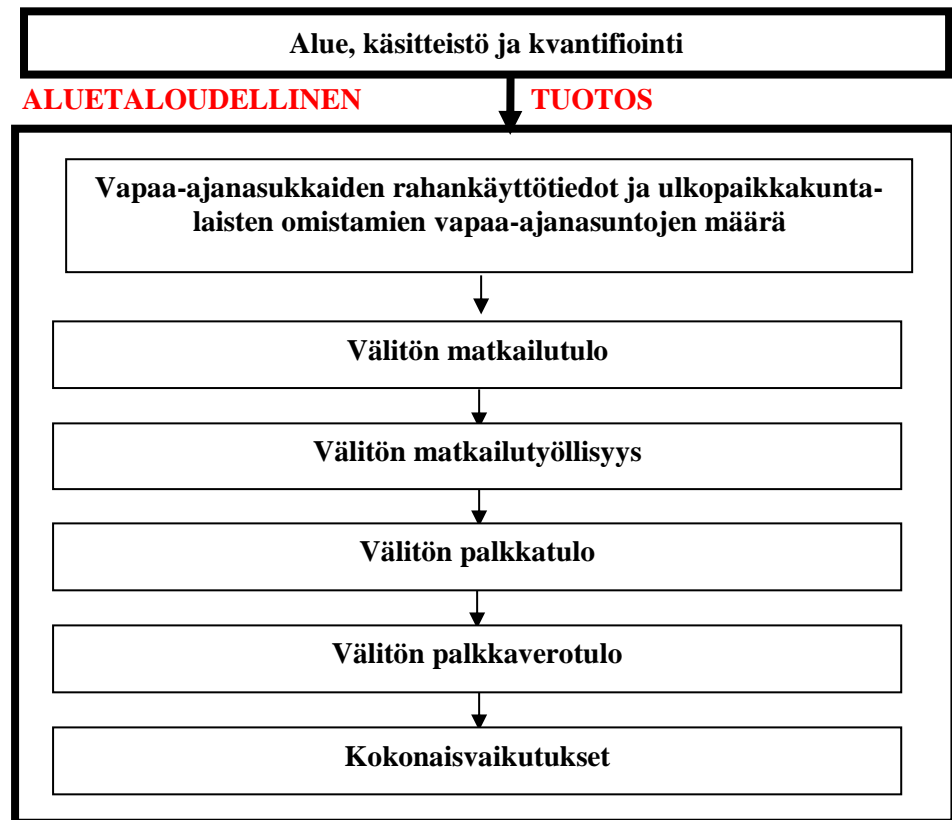 Alue, käsitteistö ja kvantifiointi
ALUETALOUDELLINEN TUOTOS
Vapaa-ajanasukkaiden rahankäyttötiedot ja ulkopaikkakunta-
laisten omistamien vapaa-ajanasuntojen määrä
Välitön matkailutulo
Välitön matkailutyöllisyys
Välitön palkkatulo
Välitön palkkaverotulo
Kokonaisvaikutukset